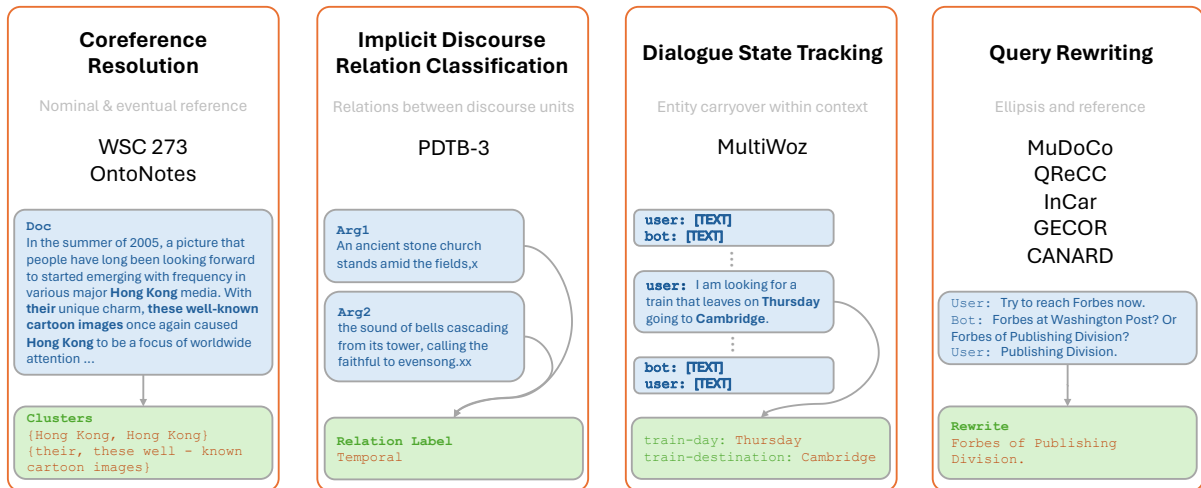 Coreference
Resolution
Nominal & eventual reference
WSC 273
OntoNotes
Doc
In the summer of 2005, a picture that
people have long been looking forward
to started emerging with frequency in
various major Hong Kong media. With
their unique charm, these well-known
cartoon images once again caused
Hong Kong to be a focus of worldwide
attention ...
Clusters
{Hong Kong, Hong Kong}
{their, these well - known
cartoon images}
Implicit Discourse
Relation Classification
Relations between discourse units
PDTB-3
Arg1
An ancient stone church
stands amid the fields,x
Arg2
the sound of bells cascading
from its tower, calling the
faithful to evensong.xx
Relation Label
Temporal
Dialogue State Tracking
Entity carryover within context
MultiWoz
user: [TEXT]
bot: [TEXT]
user: I am looking for a
train that leaves on Thursday
going to Cambridge.
bot: [TEXT]
user: [TEXT]
train-day: Thursday
train-destination: Cambridge
Query Rewriting
Ellipsis and reference
MuDoCo
QReCC
InCar
GECOR
CANARD
User: Try to reach Forbes now.
Bot: Forbes at Washington Post? Or
Forbes of Publishing Division?
User: Publishing Division.
Rewrite
Forbes of Publishing
Division.